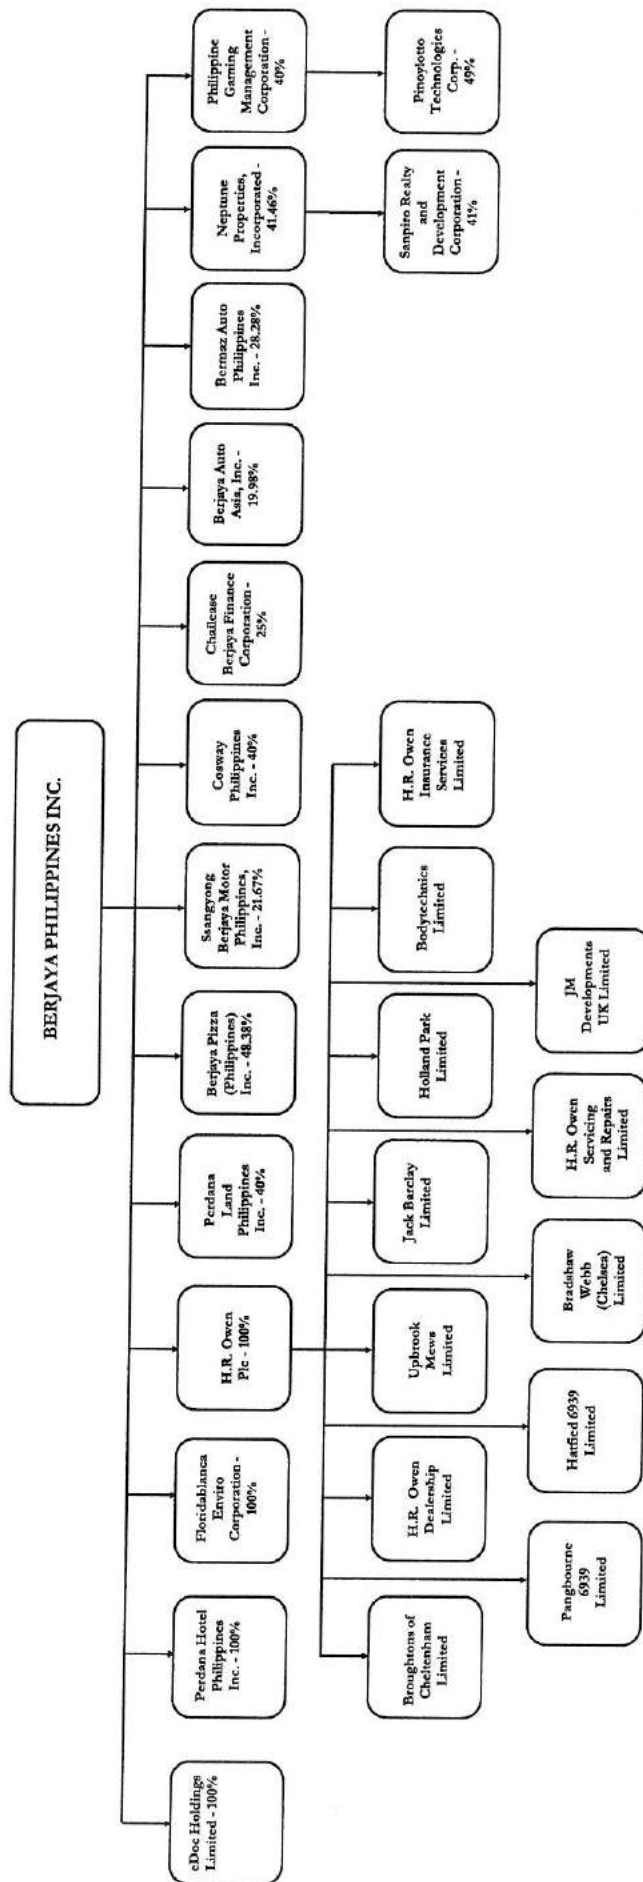 BERJAYA PHILIPPINES INC.
eDoc Holdings
Limited - 100%
Perdana Hotel
Philippines
Inc. - 100%
Floridablanca
Enviro
Corporation -
100%
H.R. Owen
Plc - 100%
Perdana
Land
Philippines
Inc. - 40%
Berjaya Pizza
(Philippines)
Inc. - 48.38%
Ssangyong
Berjaya Motor
Philippines,
Inc. - 21.67%
Cosway
Philippines
Inc. - 40%
Chailease
Berjaya Finance
Corporation -
25%
Berjaya Auto
Asia, Inc. -
19.98%
Bermaz Auto
Philippines
Inc. - 28.28%
Neptune
Properties,
Incorporated -
41.46%
Philippine
Gaming
Management
Corporation -
40%
Broughtons of
Cheltenham
Limited
H.R. Owen
Dealership
Limited
Upbrook
Mews
Limited
Jack Barclay
Limited
Holland Park
Limited
Bodytechnics
Limited
H.R. Owen
Insurance
Services
Limited
Sanpiro Realty
and
Development
Corporation -
41%
Pinoylotto
Technologies
Corp. -
49%
Pangbourne
6939
Limited
Hatfied 6939
Limited
Bradshaw
Webb
(Chelsea)
Limited
H.R. Owen
Servicing
and Repairs
Limited
JM
Developments
UK Limited